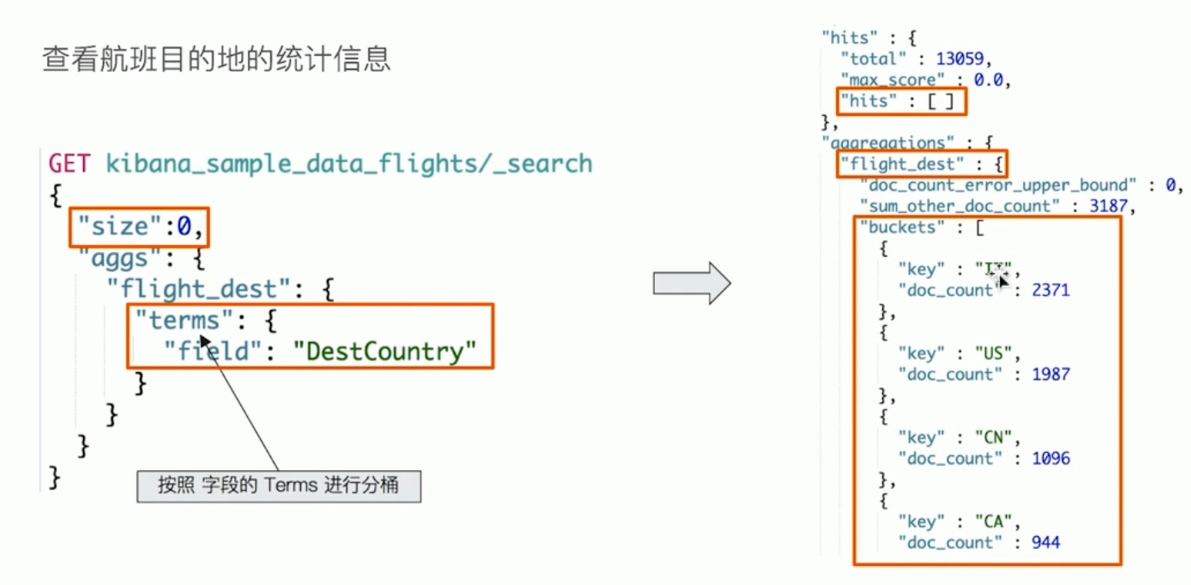 查看航班目的地的统计信息
GET kibana_sample_data_flights/_search
{
"size":0,
"aggs": {
"flight_dest": {
"terms": {
"field": "DestCountry"
}
}
}
}
按照 字段的 Terms 进行分桶
"hits" : {
"total" : 13059,
"max_score" : 0.0,
"hits" : [ ]
},
"aggregations" : {
"flight_dest" : {
"doc_count_error_upper_bound" : 0,
"sum_other_doc_count" : 3187,
"buckets" : [
{
"key" : 
"doc_count" : 2371
},
{
"key" : "US",
"doc_count" : 1987
},
{
"key" : "CN",
"doc_count" : 1096
},
{
"key" : "CA",
"doc_count" : 944